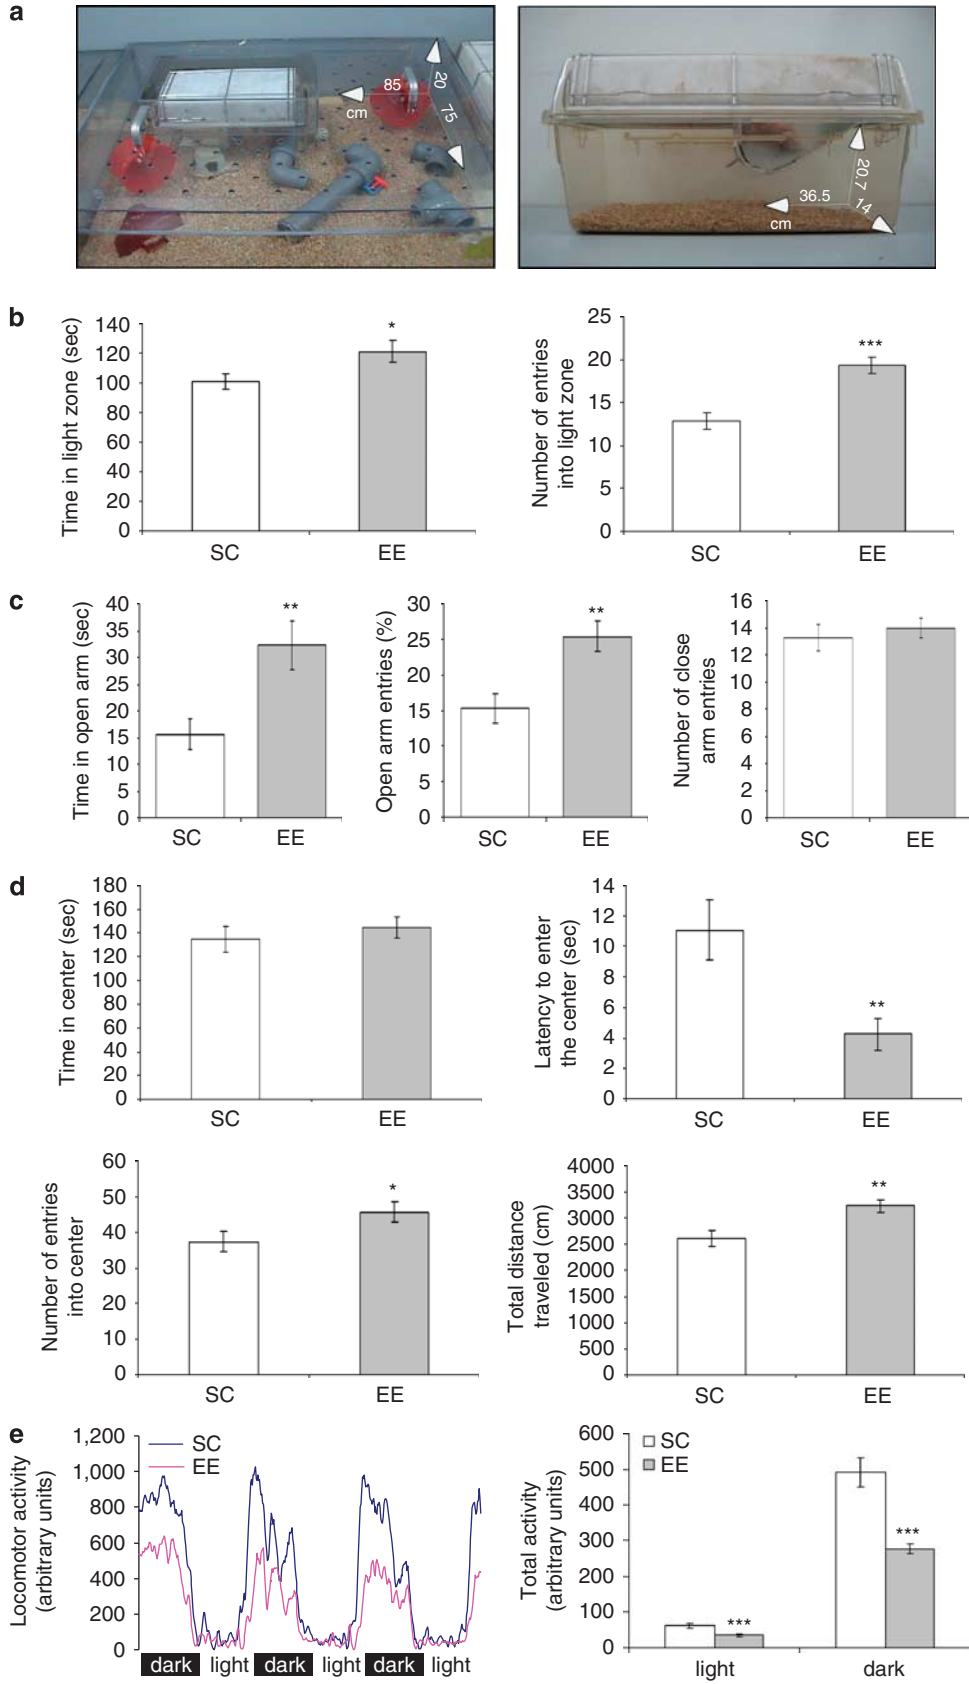 a
85
cm
20
75
36.5
cm
20.7
14
b
Time in light zone (sec)
140
120
100
80
60
40
20
0
*
SC
EE
Number of entries
into light zone
25
20
15
10
5
0
***
SC
EE
c
Time in open arm (sec)
40
35
30
25
20
15
10
5
0
**
SC
EE
Open arm entries (%)
30
25
20
15
10
5
0
**
SC
EE
Number of close
arm entries
16
14
12
10
8
6
4
2
0
SC
EE
d
Time in center (sec)
180
160
140
120
100
80
60
40
20
0
SC
EE
Latency to enter
the center (sec)
14
12
10
8
6
4
2
0
**
SC
EE
Number of entries
into center
60
50
40
30
20
10
0
*
SC
EE
Total distance
traveled (cm)
4000
3500
3000
2500
2000
1500
1000
500
0
**
SC
EE
e
Locomotor activity
(arbitrary units)
1,200
1,000
800
600
400
200
0
SC
EE
dark light dark light dark light
Total activity
(arbitrary units)
600
500
400
300
200
100
0
SC
EE
***
***
light
dark